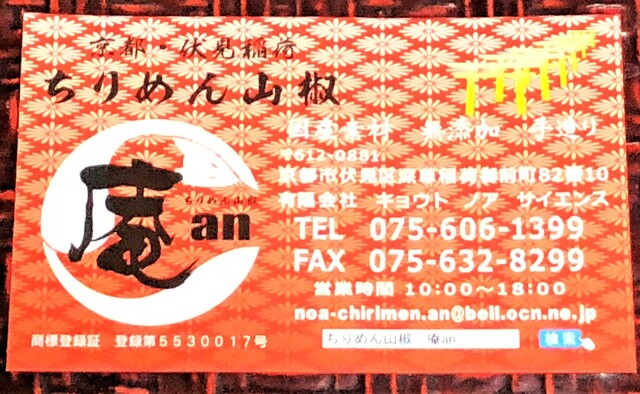 京都・伏見稲荷
ちりめん山椒
国産素材 無添加 手造り
〒612-0881
京都市伏見区深草稲荷御前町82番10
有限会社 キョウト ノア サイエンス
TEL 075-606-1399
FAX 075-632-8299
営業時間 10:00～18:00
noa-chirimen.an@bell.ocn.ne.jp
ちりめん山椒 庵an
検索
庵
ちりめん山椒
an
商標登録証 登録第5530017号